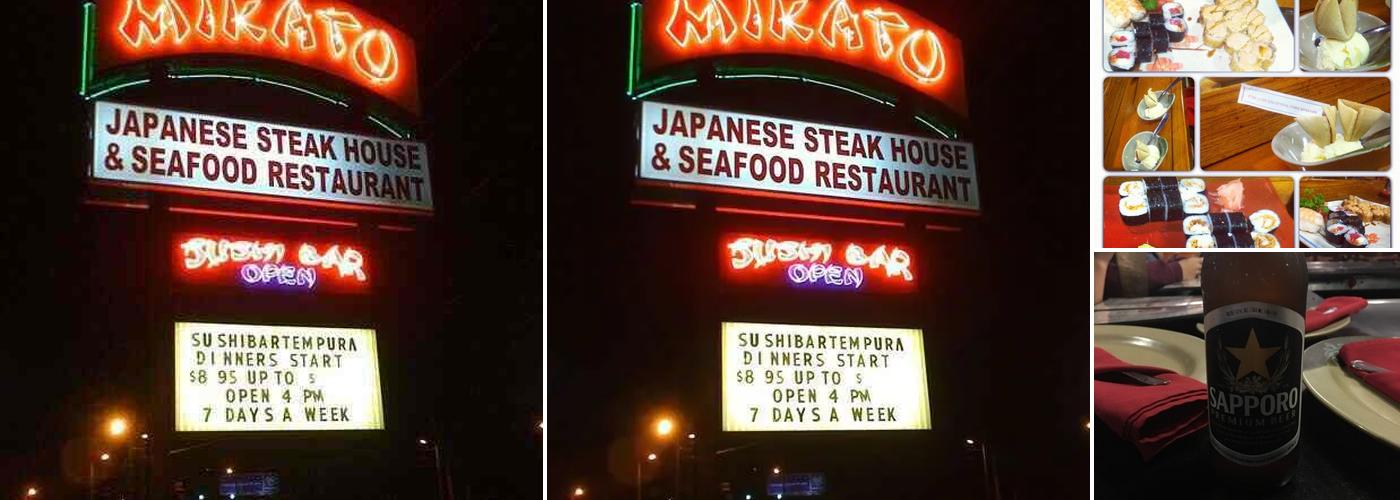 MIKATO
JAPANESE STEAK HOUSE
& SEAFOOD RESTAURANT
SUSHI BAR
OPEN
SUSHIBARTEMPURA
DINNERS START
$8 95 UP TO $
OPEN 4 PM
7 DAYS A WEEK
MIKATO
JAPANESE STEAK HOUSE
& SEAFOOD RESTAURANT
SUSHI BAR
OPEN
SUSHIBARTEMPURA
DINNERS START
$8 95 UP TO $
OPEN 4 PM
7 DAYS A WEEK
SAPPORO
PREMIUM BEER